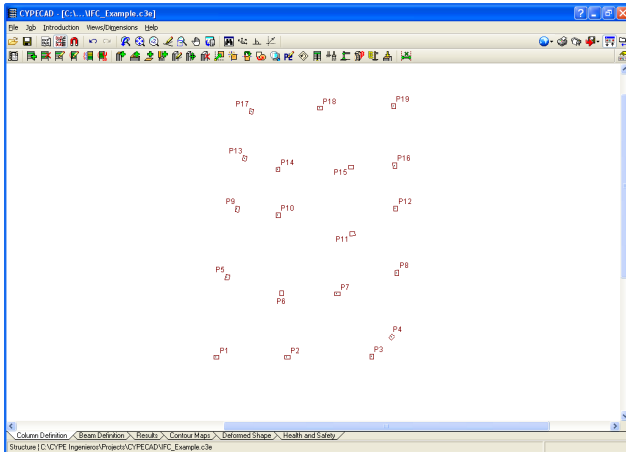 CYPECAD - [C:\...\IFC_Example.c3e]
File Job Introduction Views/Dimensions Help
P17
P18
P19
P13
P14
P15
P16
P9
P10
P12
P11
P5
P8
P6
P7
P4
P1
P2
P3
Column Definition Beam Definition Results Contour Maps Deformed Shape Health and Safety
Structure [C:\CYPE Ingenieros\Projects\CYPECAD\IFC_Example.c3e